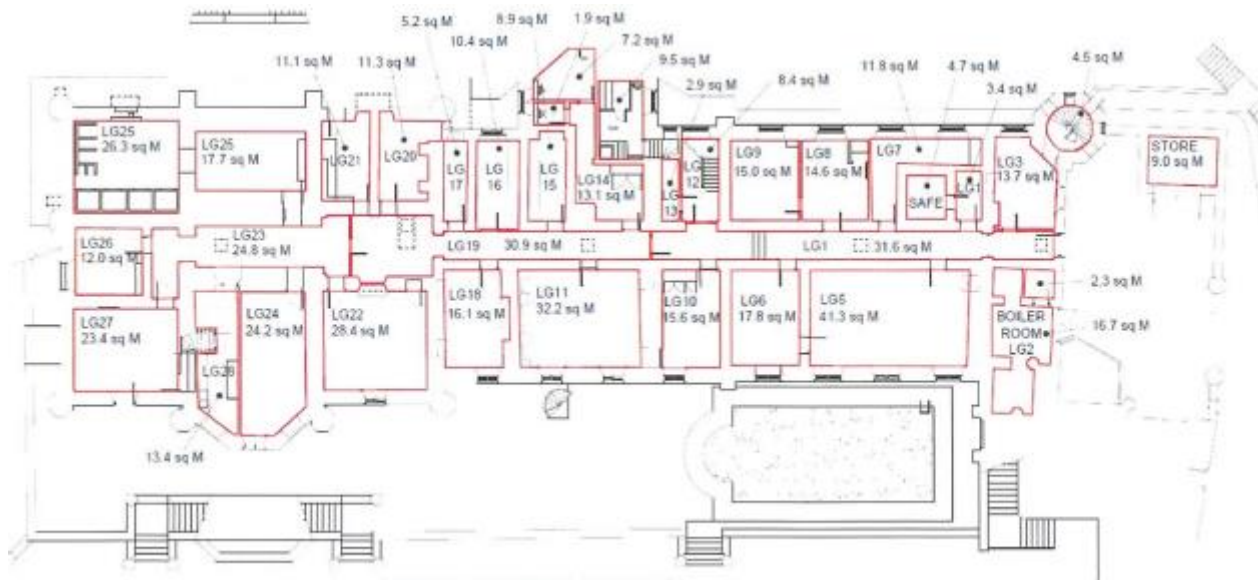 5.2 sq M
8.9 sq M
1.9 sq M
10.4 sq M
7.2 sq M
11.1 sq M
11.3 sq M
9.5 sq M
2.9 sq M
8.4 sq M
11.8 sq M
4.7 sq M
3.4 sq M
4.5 sq M
LG25
26.3 sq M
LG25
17.7 sq M
LG21
LG20
LG
17
LG
16
LG
15
LG14
13.1 sq M
LG
13
LG
12
LG9
15.0 sq M
LG8
14.6 sq M
LG7
SAFE
LG1
LG3
13.7 sq M
STORE
9.0 sq M
LG26
12.0 sq M
LG23
24.8 sq M
LG19
30.9 sq M
LG1
31.6 sq M
LG27
23.4 sq M
LG28
LG24
24.2 sq M
LG22
28.4 sq M
LG18
16.1 sq M
LG11
32.2 sq M
LG10
15.6 sq M
LG6
17.8 sq M
LG5
41.3 sq M
2.3 sq M
BOILER
ROOM
LG2
16.7 sq M
13.4 sq M